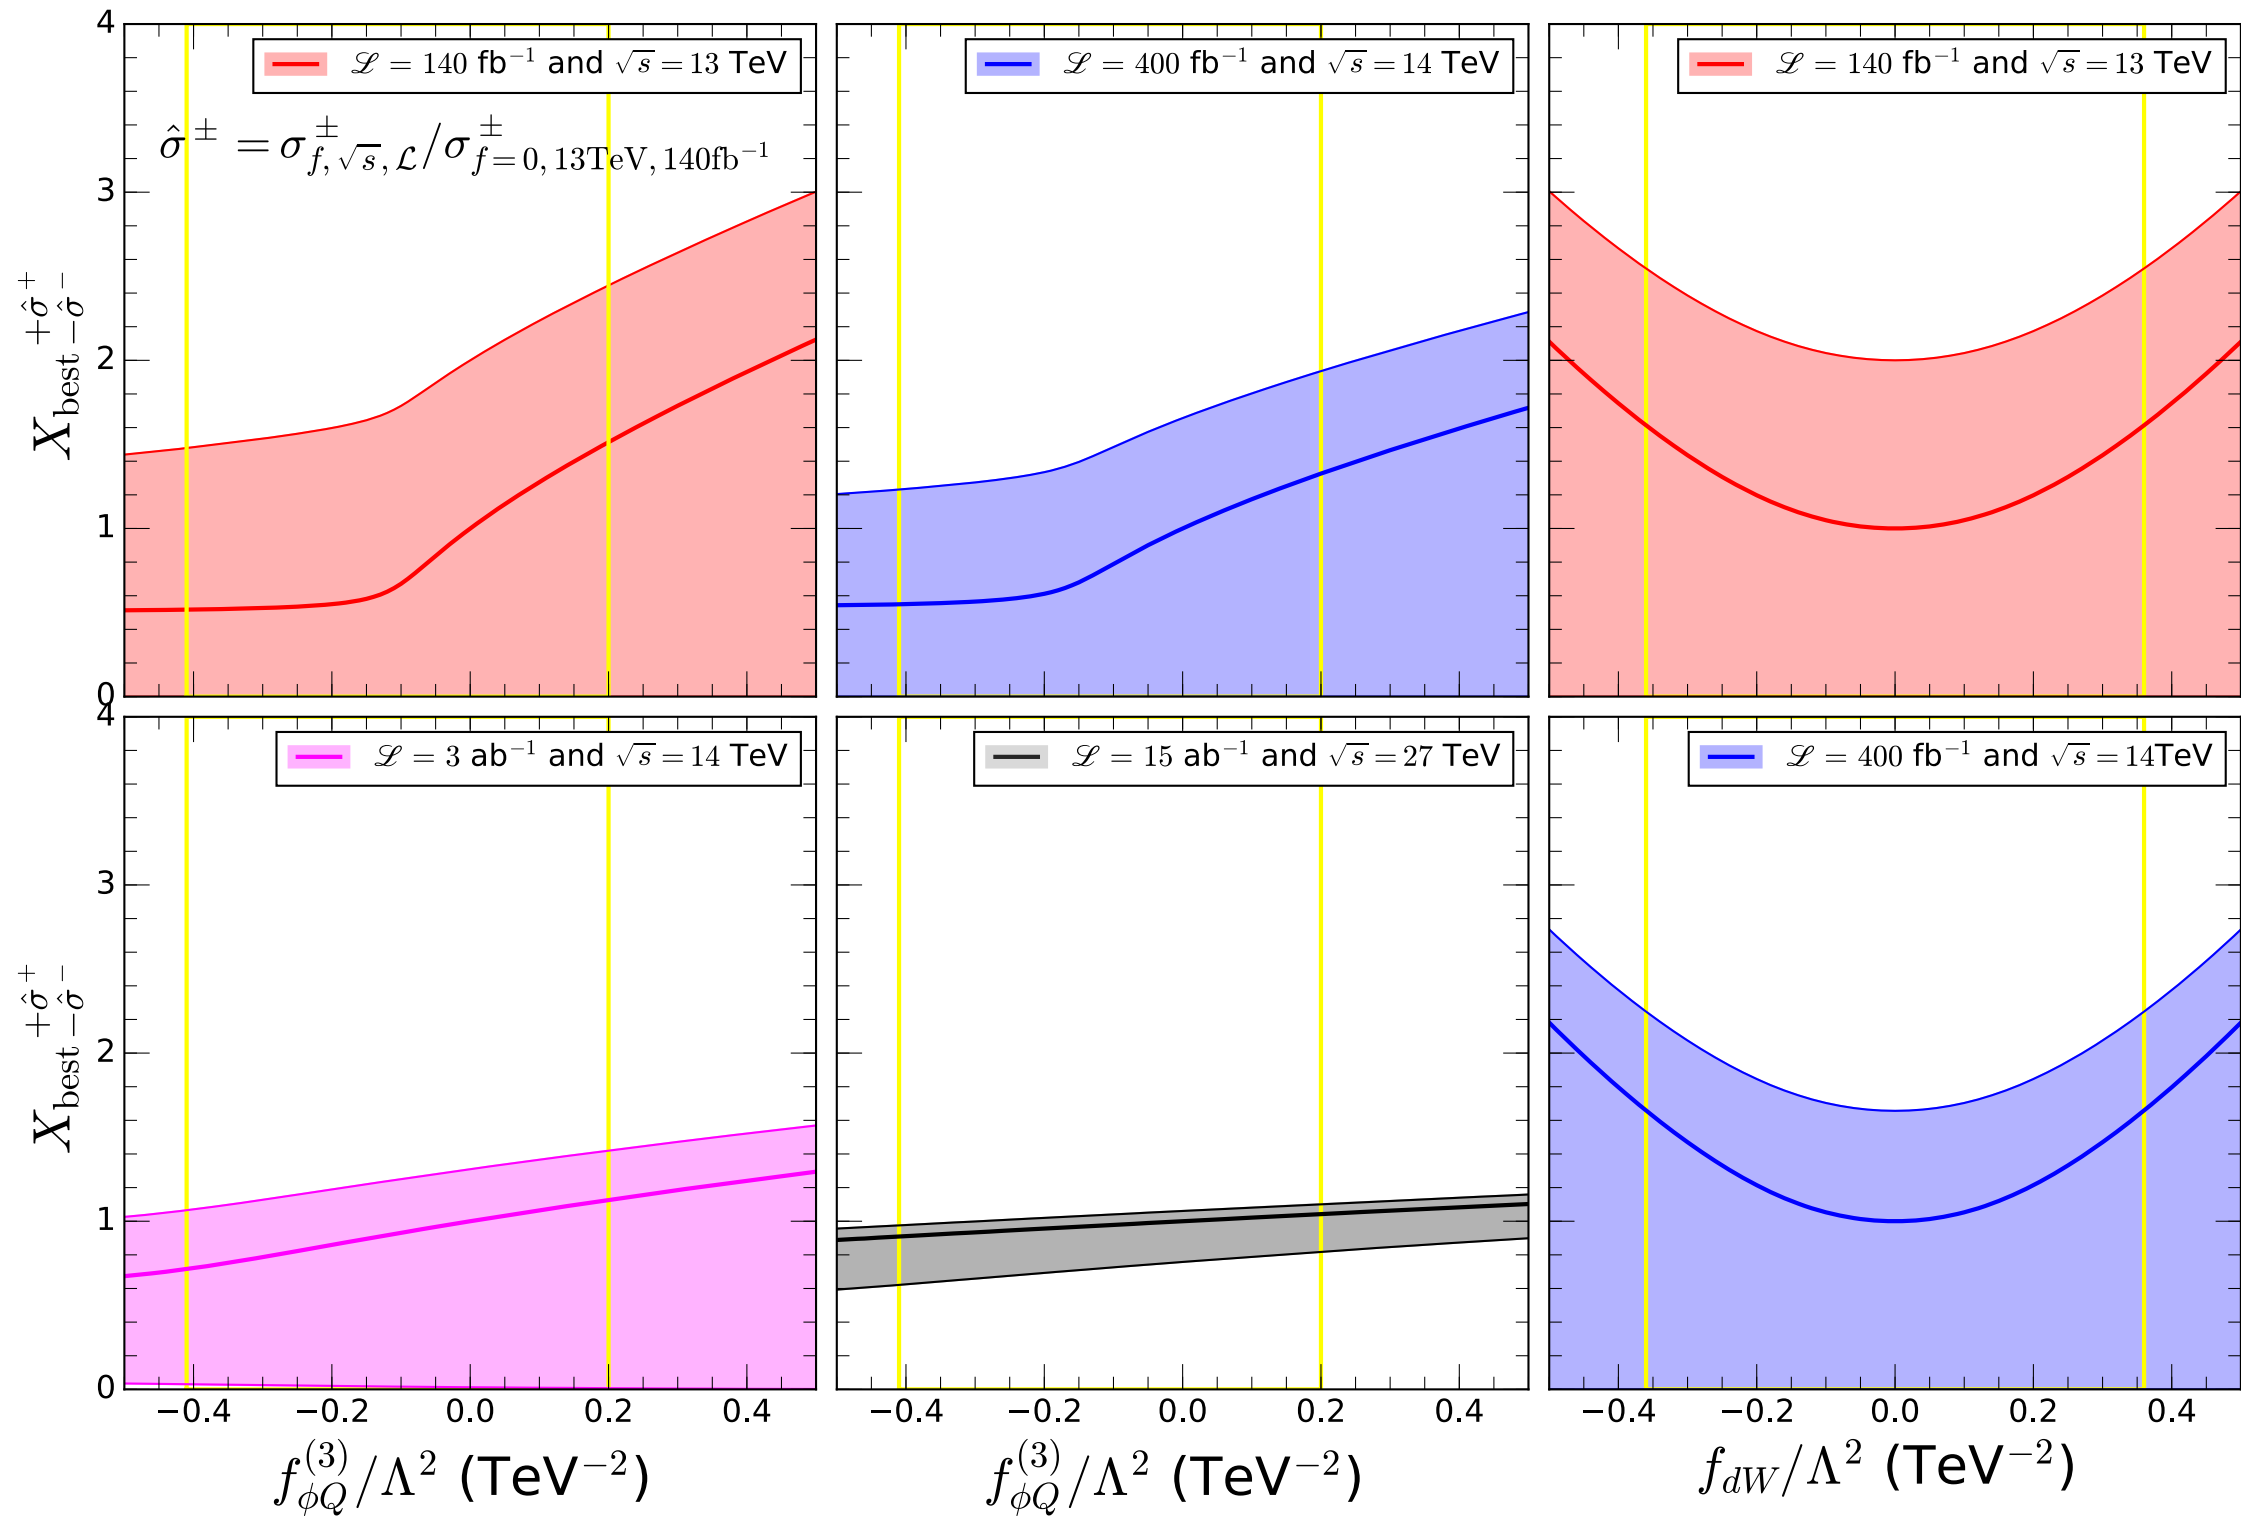 4
ℒ = 140 fb⁻¹ and √s = 13 TeV
ℒ = 400 fb⁻¹ and √s = 14 TeV
ℒ = 140 fb⁻¹ and √s = 13 TeV
σ̂^± = σ^±_{f,√s,ℒ}/σ^±_{f=0,13TeV,140fb⁻¹}
3
X_best^{+σ̂⁺}_{−σ̂⁻}
2
1
0
4
ℒ = 3 ab⁻¹ and √s = 14 TeV
ℒ = 15 ab⁻¹ and √s = 27 TeV
ℒ = 400 fb⁻¹ and √s = 14TeV
3
X_best^{+σ̂⁺}_{−σ̂⁻}
2
1
0
−0.4 −0.2 0.0 0.2 0.4
−0.4 −0.2 0.0 0.2 0.4
−0.4 −0.2 0.0 0.2 0.4
f_{ϕQ}^{(3)}/Λ² (TeV⁻²)
f_{ϕQ}^{(3)}/Λ² (TeV⁻²)
f_{dW}/Λ² (TeV⁻²)